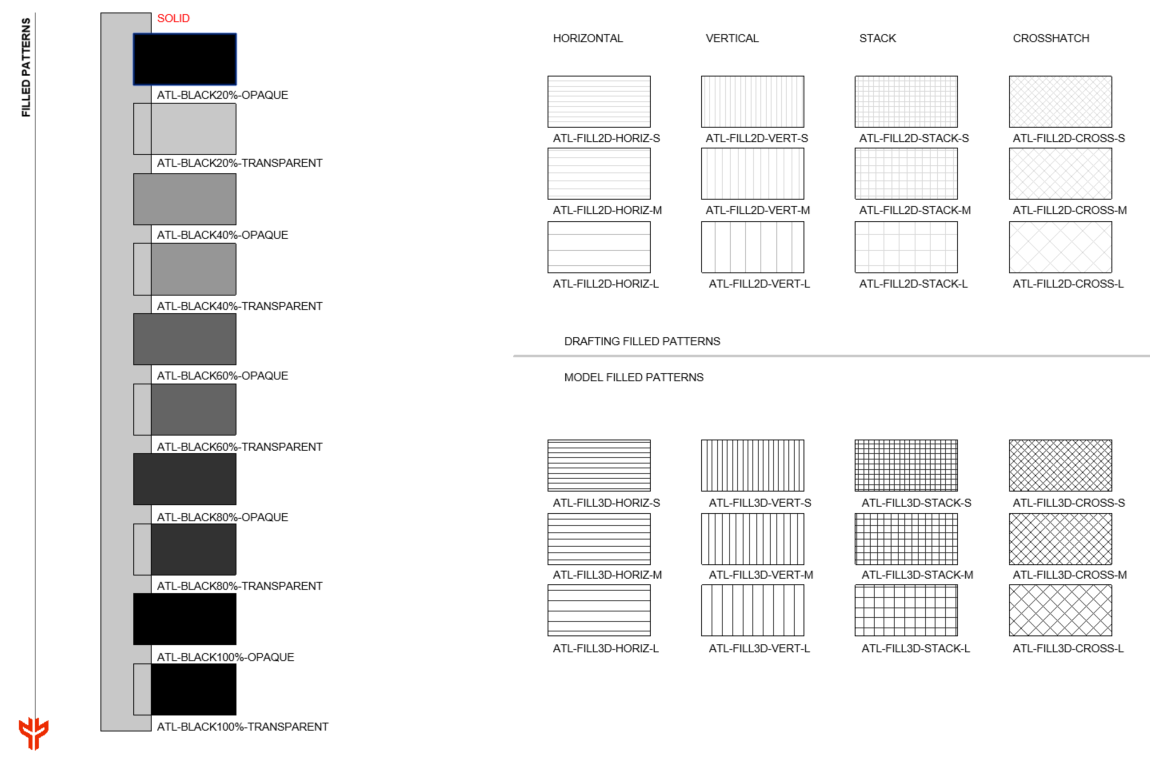 FILLED PATTERNS
SOLID
ATL-BLACK20%-OPAQUE
ATL-BLACK20%-TRANSPARENT
ATL-BLACK40%-OPAQUE
ATL-BLACK40%-TRANSPARENT
ATL-BLACK60%-OPAQUE
ATL-BLACK60%-TRANSPARENT
ATL-BLACK80%-OPAQUE
ATL-BLACK80%-TRANSPARENT
ATL-BLACK100%-OPAQUE
ATL-BLACK100%-TRANSPARENT
HORIZONTAL VERTICAL STACK CROSSHATCH
ATL-FILL2D-HORIZ-S ATL-FILL2D-VERT-S ATL-FILL2D-STACK-S ATL-FILL2D-CROSS-S
ATL-FILL2D-HORIZ-M ATL-FILL2D-VERT-M ATL-FILL2D-STACK-M ATL-FILL2D-CROSS-M
ATL-FILL2D-HORIZ-L ATL-FILL2D-VERT-L ATL-FILL2D-STACK-L ATL-FILL2D-CROSS-L
DRAFTING FILLED PATTERNS
MODEL FILLED PATTERNS
ATL-FILL3D-HORIZ-S ATL-FILL3D-VERT-S ATL-FILL3D-STACK-S ATL-FILL3D-CROSS-S
ATL-FILL3D-HORIZ-M ATL-FILL3D-VERT-M ATL-FILL3D-STACK-M ATL-FILL3D-CROSS-M
ATL-FILL3D-HORIZ-L ATL-FILL3D-VERT-L ATL-FILL3D-STACK-L ATL-FILL3D-CROSS-L